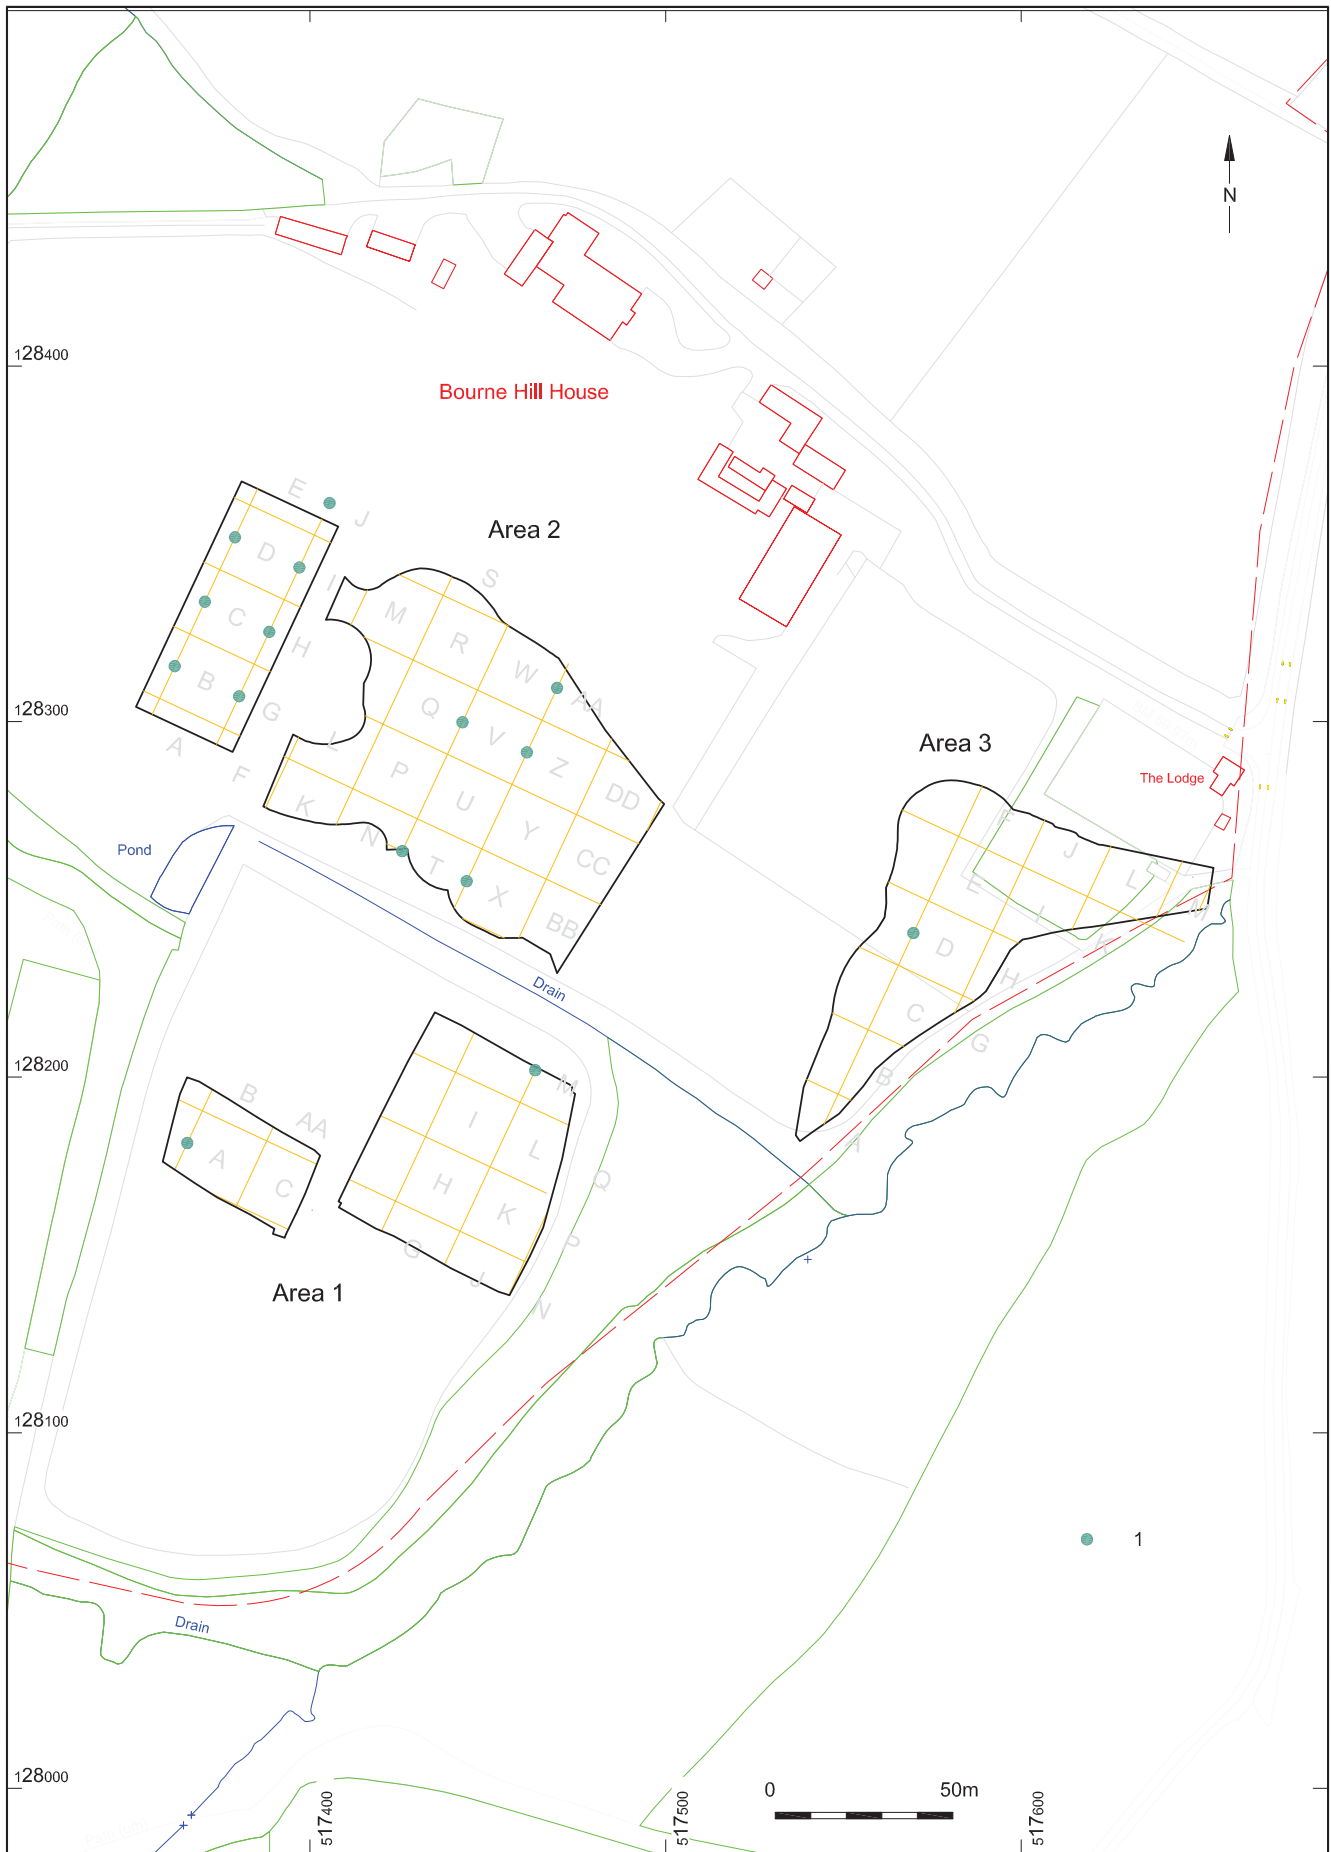 N
128400
Bourne Hill House
E
J
Area 2
D
I
S
C
H
M
R
W
AA
B
G
Q
V
A
F
L
P
Z
DD
Area 3
The Lodge
K
N
U
Y
CC
T
X
BB
128300
F
J
E
L
I
M
D
K
H
C
G
B
A
Pond
Drain
128200
B
AA
A
C
M
I
L
Q
H
K
P
G
J
N
Area 1
128100
1
Drain
128000
0 50m
517400
517500
517600